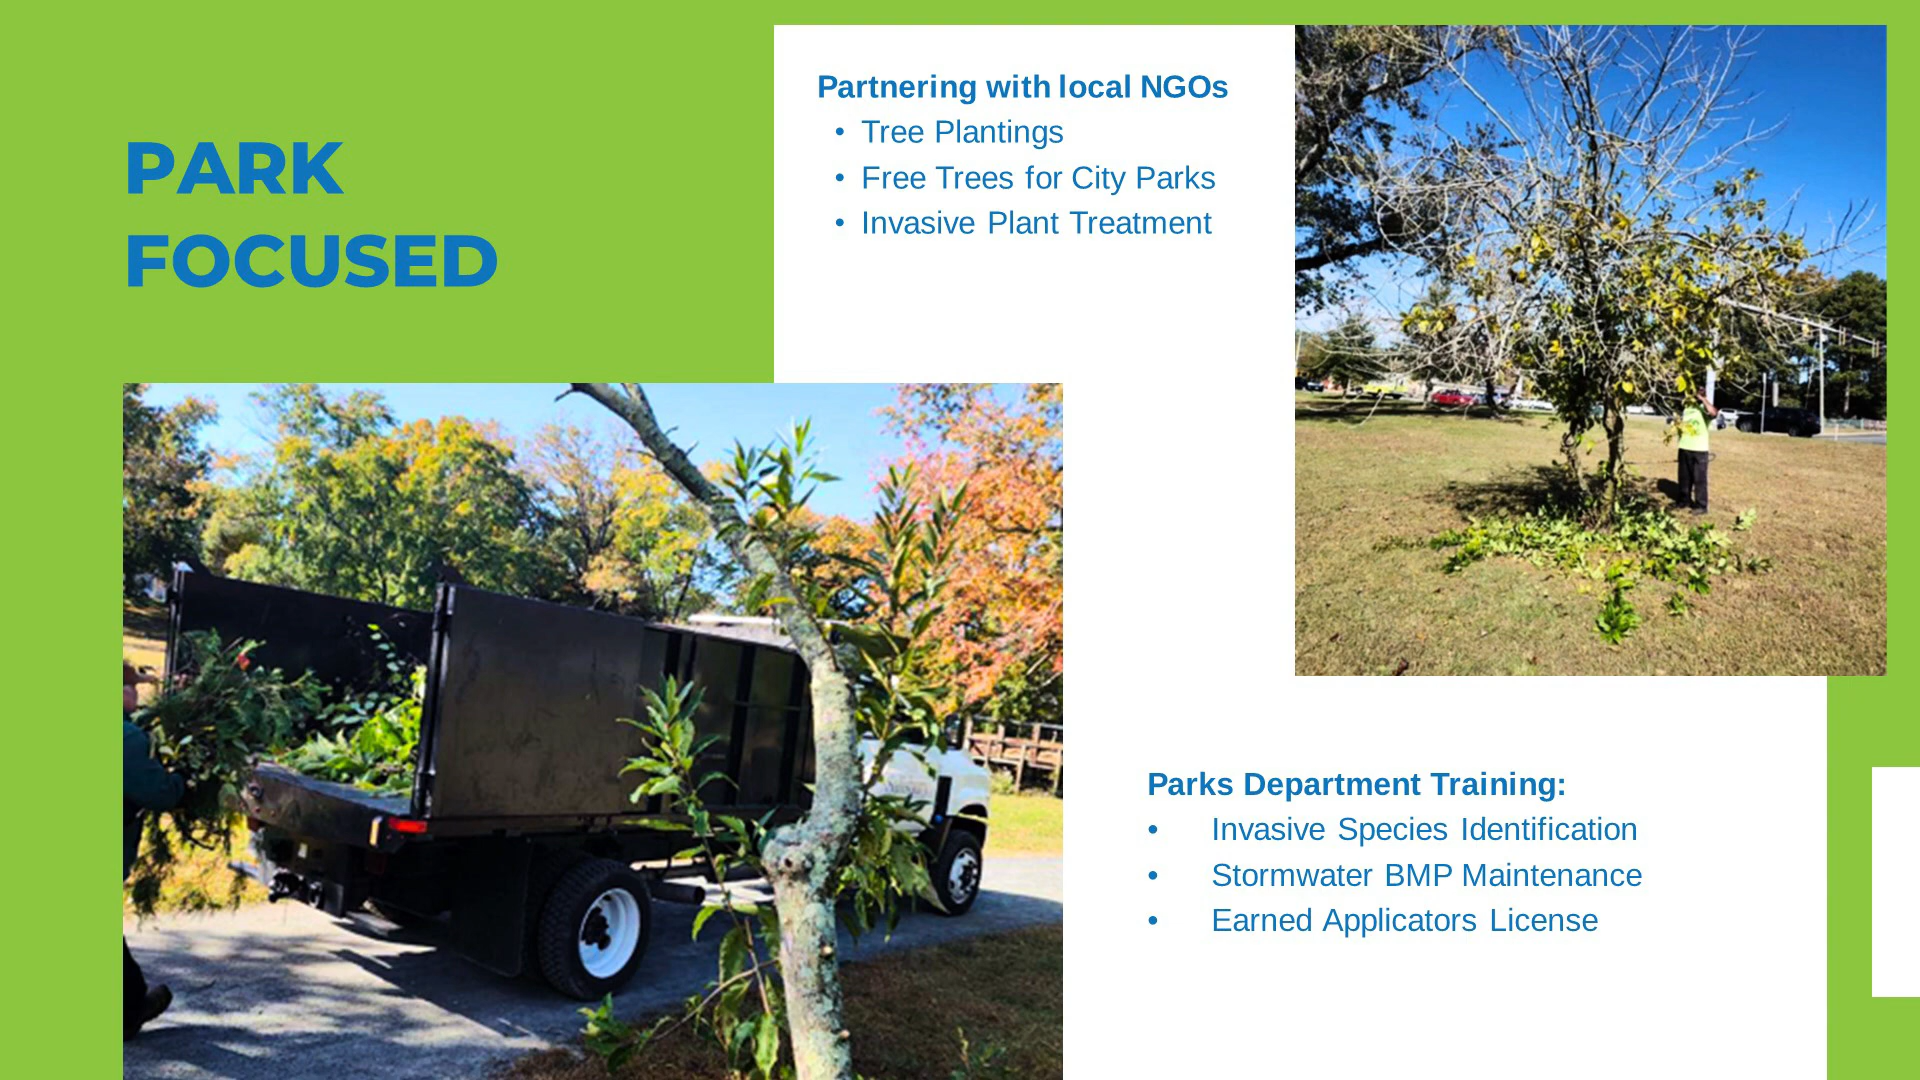 PARK
FOCUSED
Partnering with local NGOs
• Tree Plantings
• Free Trees for City Parks
• Invasive Plant Treatment
Parks Department Training:
• Invasive Species Identification
• Stormwater BMP Maintenance
• Earned Applicators License